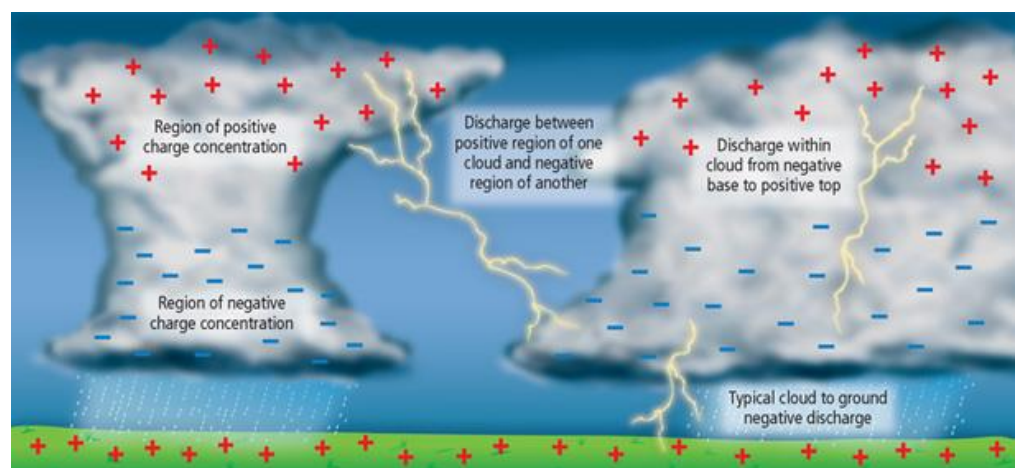 Region of positive
charge concentration
Discharge between
positive region of one
cloud and negative
region of another
Discharge within
cloud from negative
base to positive top
Region of negative
charge concentration
Typical cloud to ground
negative discharge